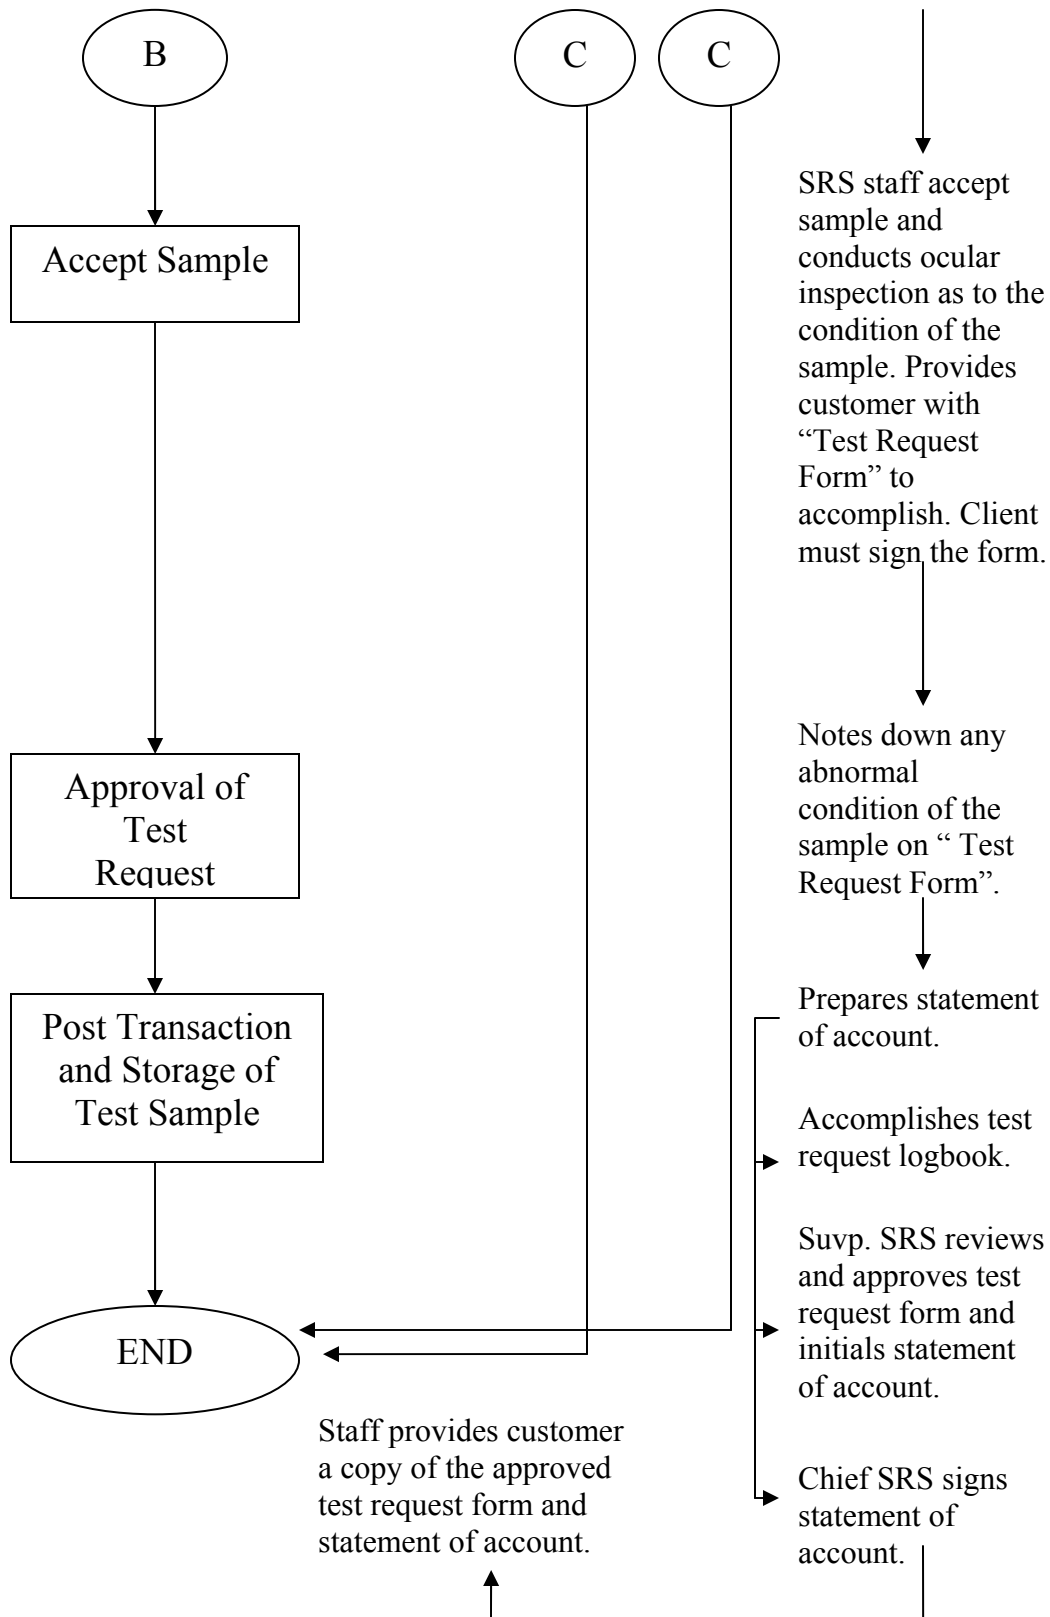 B
C
C
SRS staff accept
sample and
conducts ocular
inspection as to the
condition of the
sample. Provides
customer with
“Test Request
Form” to
accomplish. Client
must sign the form.
Accept Sample
Notes down any
abnormal
condition of the
sample on “ Test
Request Form”.
Approval of
Test
Request
Prepares statement
of account.
Post Transaction
and Storage of
Test Sample
Accomplishes test
request logbook.
Suvp. SRS reviews
and approves test
request form and
initials statement
of account.
END
Staff provides customer
a copy of the approved
test request form and
statement of account.
Chief SRS signs
statement of
account.